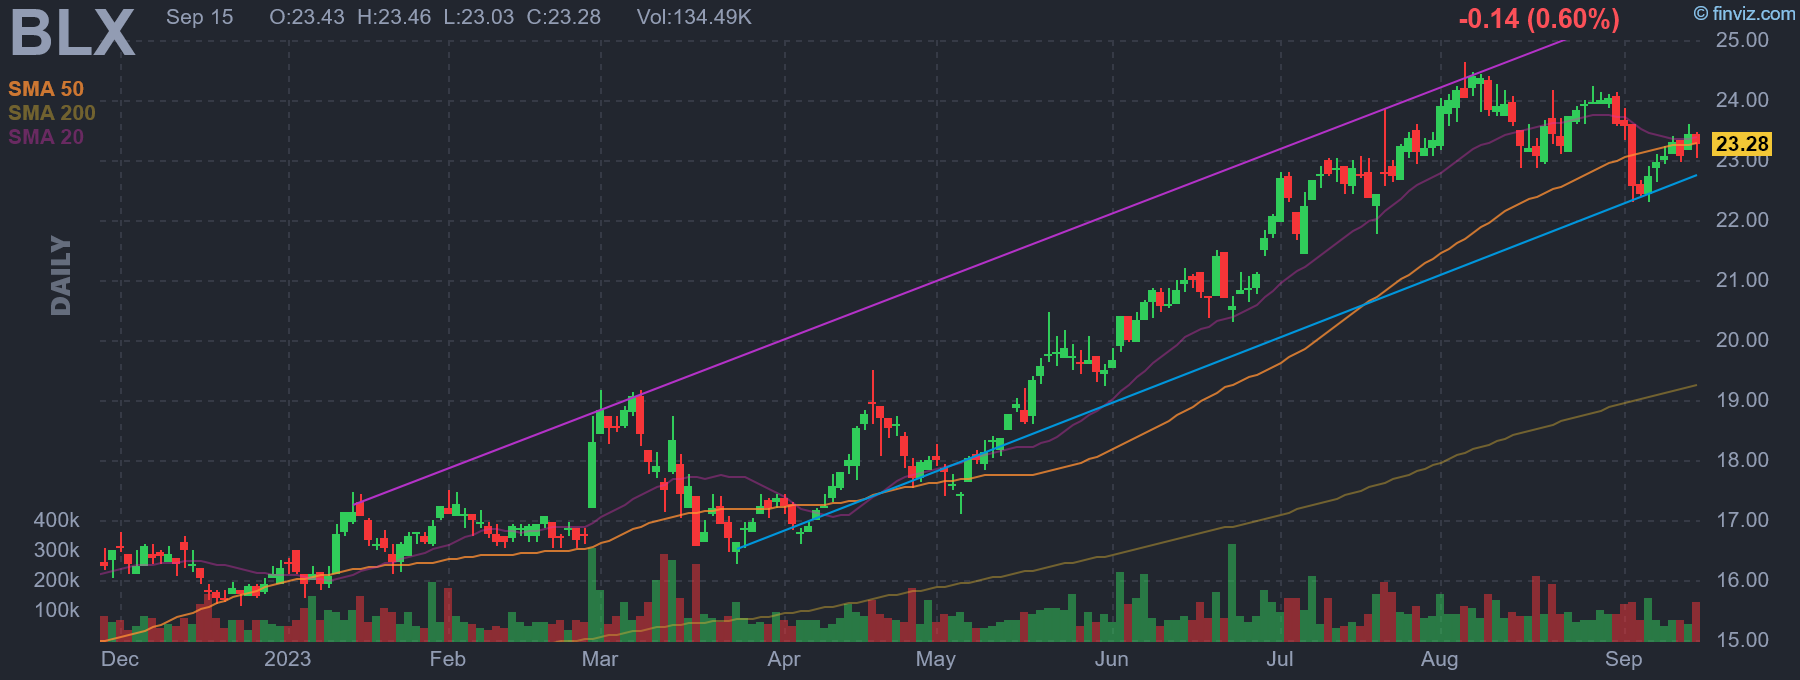 BLX Sep 15 O:23.43 H:23.46 L:23.03 C:23.28 Vol:134.49K -0.14 (0.60%) © finviz.com
SMA 50
SMA 200
SMA 20
DAILY
25.00
24.00
23.28
23.00
22.00
21.00
20.00
19.00
18.00
17.00
16.00
15.00
400k
300k
200k
100k
Dec 2023 Feb Mar Apr May Jun Jul Aug Sep